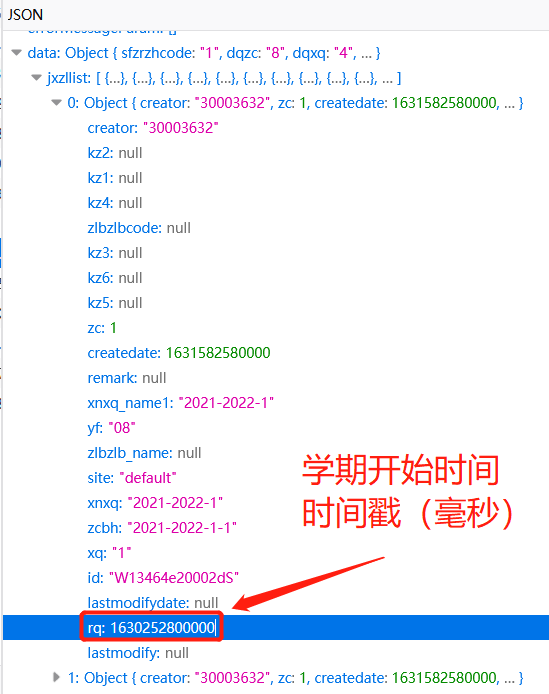 JSON
data: Object { sfzrzhcode: "1", dqzc: "8", dqxq: "4", … }
jxzllist: [ {…}, {…}, {…}, {…}, {…}, {…}, {…}, {…}, {…}, {…}, … ]
0: Object { creator: "30003632", zc: 1, createdate: 1631582580000, … }
creator: "30003632"
kz2: null
kz1: null
kz4: null
zlbzlbcode: null
kz3: null
kz6: null
kz5: null
zc: 1
createdate: 1631582580000
remark: null
xnxq_name1: "2021-2022-1"
yf: "08"
zlbzlb_name: null
site: "default"
xnxq: "2021-2022-1"
zcbh: "2021-2022-1-1"
xq: "1"
id: "W13464e20002dS"
lastmodifydate: null
rq: 1630252800000
lastmodify: null
1: Object { creator: "30003632", zc: 1, createdate: 1631582580000, … }
学期开始时间
时间戳（毫秒）